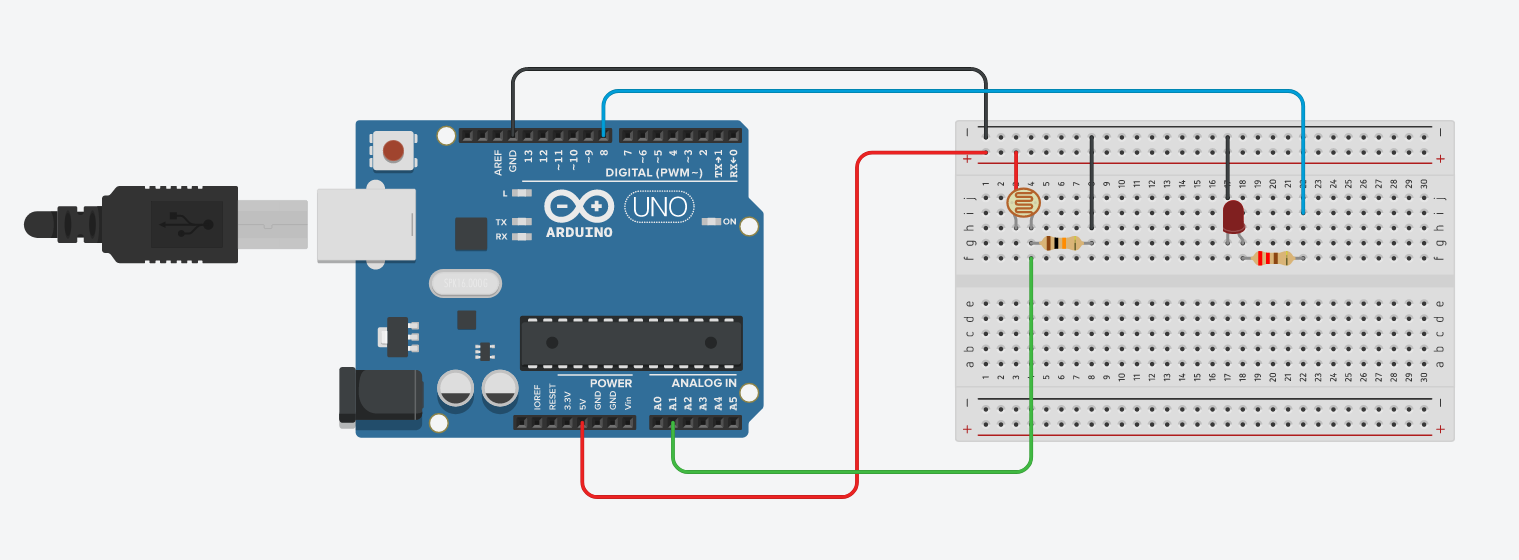 AREF
GND
13
12
~11
~10
~9
8
7
~6
~5
4
~3
2
TX→1
RX←0
DIGITAL (PWM~)
L
TX
RX
UNO
ON
ARDUINO
POWER
ANALOG IN
IOREF
RESET
3.3V
5V
GND
GND
Vin
A0
A1
A2
A3
A4
A5
− −
+ +
1 2 3 4 5 6 7 8 9 10 11 12 13 14 15 16 17 18 19 20 21 22 23 24 25 26 27 28 29 30
j j
i i
h h
g g
f f
e e
d d
c c
b b
a a
1 2 3 4 5 6 7 8 9 10 11 12 13 14 15 16 17 18 19 20 21 22 23 24 25 26 27 28 29 30
− −
+ +